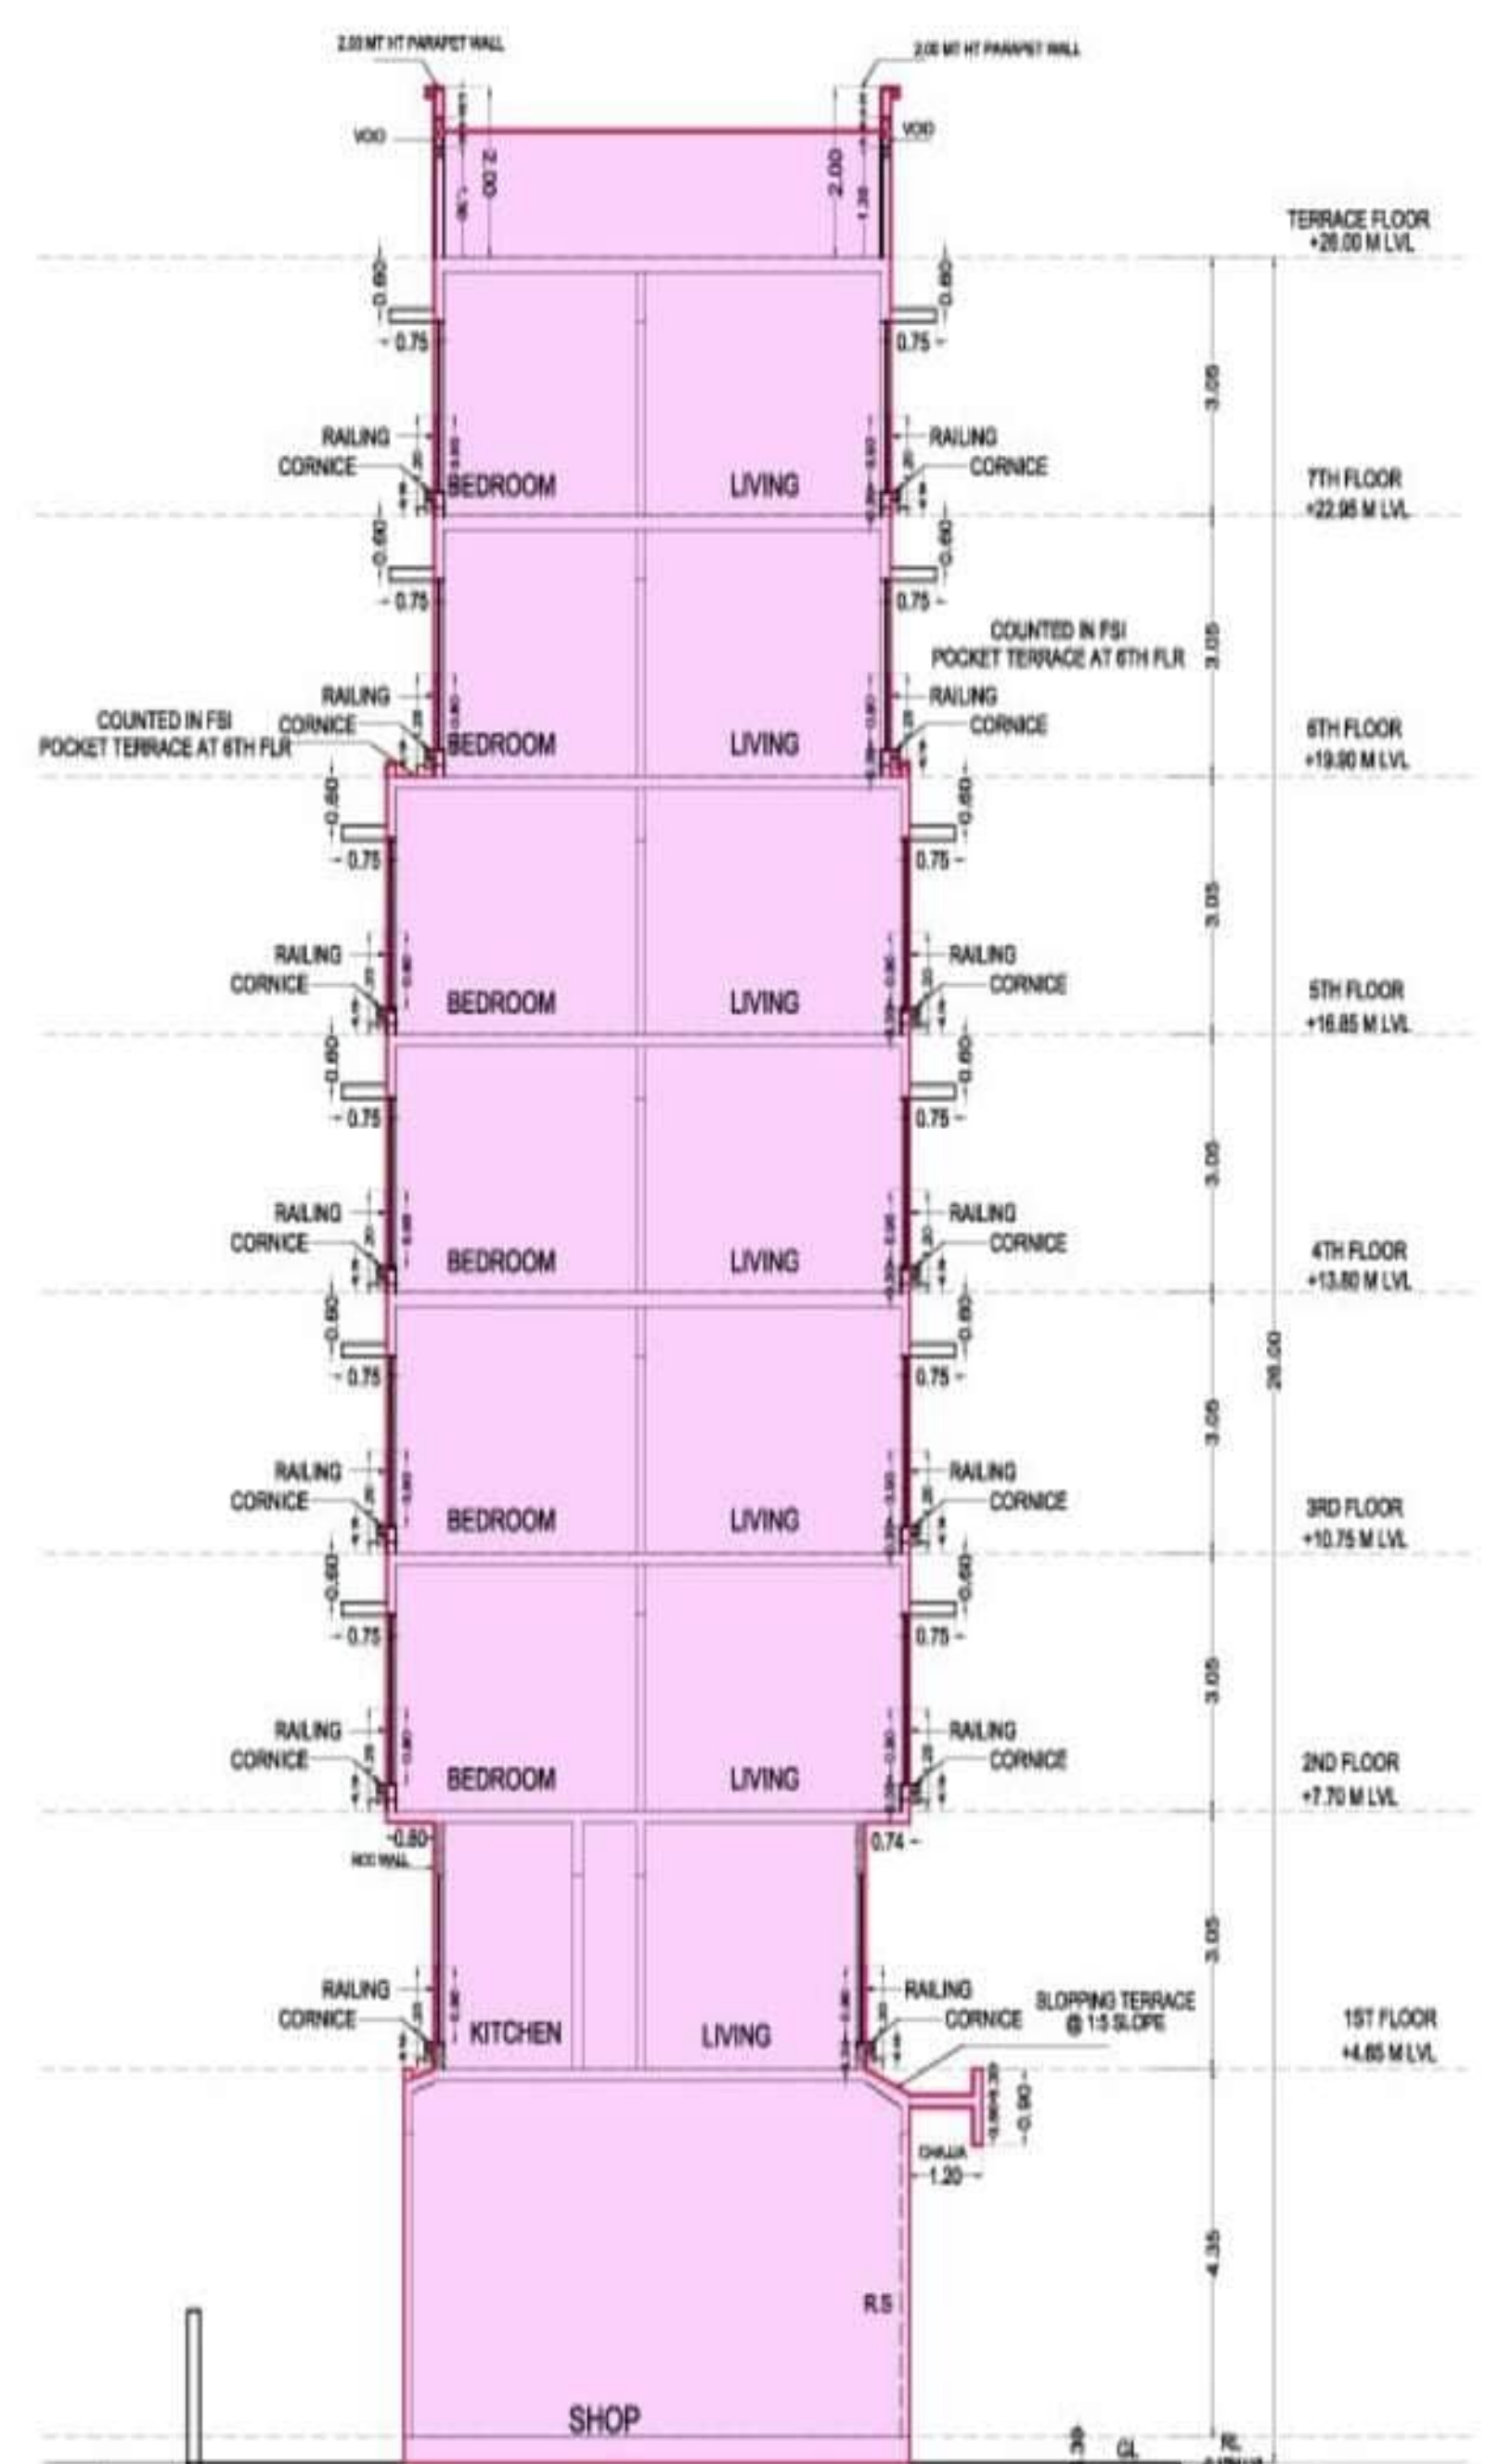 2.00 MT HT PARAPET WALL
2.00 MT HT PARAPET WALL
VOID
VOID
2.00
2.00
1.38
TERRACE FLOOR
+26.00 M LVL
0.60
0.60
0.75
0.75
3.05
RAILING
RAILING
CORNICE
CORNICE
BEDROOM
LIVING
7TH FLOOR
+22.95 M LVL
0.60
0.60
0.75
0.75
COUNTED IN FSI
POCKET TERRACE AT 6TH FLR
3.05
RAILING
RAILING
COUNTED IN FSI
POCKET TERRACE AT 6TH FLR
CORNICE
CORNICE
BEDROOM
LIVING
6TH FLOOR
+19.90 M LVL
0.60
0.60
0.75
0.75
3.05
RAILING
RAILING
CORNICE
CORNICE
BEDROOM
LIVING
5TH FLOOR
+16.85 M LVL
0.60
0.60
0.75
0.75
3.05
RAILING
RAILING
CORNICE
CORNICE
BEDROOM
LIVING
4TH FLOOR
+13.80 M LVL
0.60
0.60
0.75
0.75
26.00
3.05
RAILING
RAILING
CORNICE
CORNICE
BEDROOM
LIVING
3RD FLOOR
+10.75 M LVL
0.60
0.60
0.75
0.75
3.05
RAILING
RAILING
CORNICE
CORNICE
BEDROOM
LIVING
2ND FLOOR
+7.70 M LVL
0.80
0.74
RCC WALL
3.05
RAILING
RAILING
CORNICE
CORNICE
KITCHEN
LIVING
SLOPPING TERRACE
@ 1:5 SLOPE
1ST FLOOR
+4.65 M LVL
0.90
CHAJJA
1.20
4.35
R.S
SHOP
GL